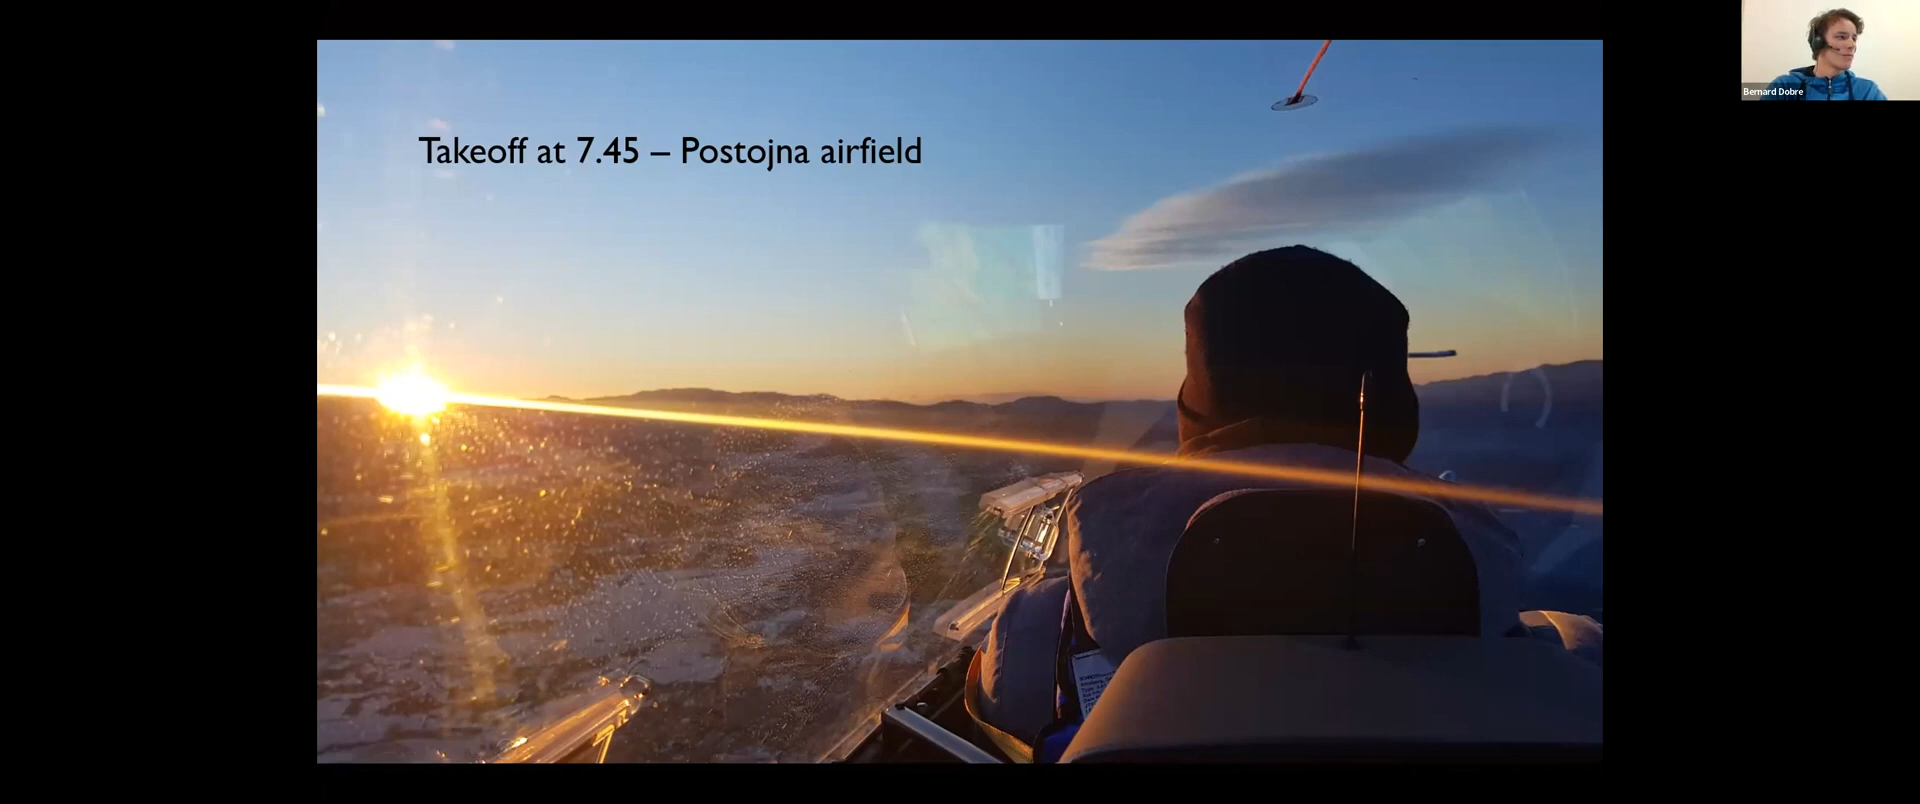 Takeoff at 7.45 – Postojna airfield
Bernard Dobre